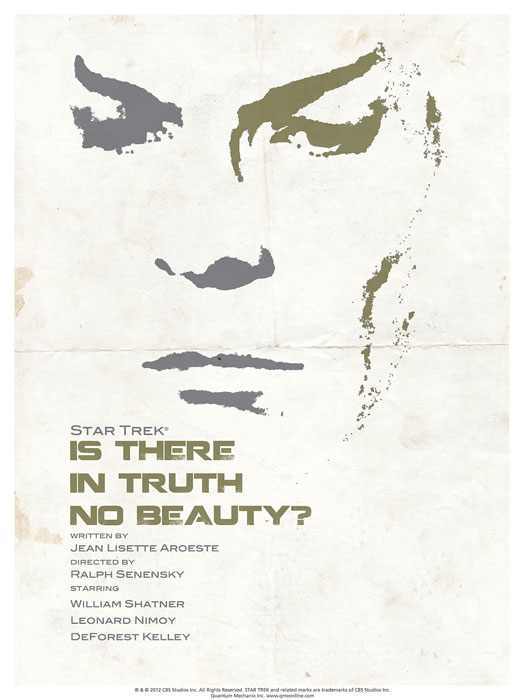 STAR TREK®
IS THERE
IN TRUTH
NO BEAUTY?
WRITTEN BY
JEAN LISETTE AROESTE
DIRECTED BY
RALPH SENENSKY
STARRING
WILLIAM SHATNER
LEONARD NIMOY
DEFOREST KELLEY
® & © 2012 CBS Studios Inc. All Rights Reserved. STAR TREK and related marks are trademarks of CBS Studios Inc.
Quantum Mechanix Inc. www.qmxonline.com